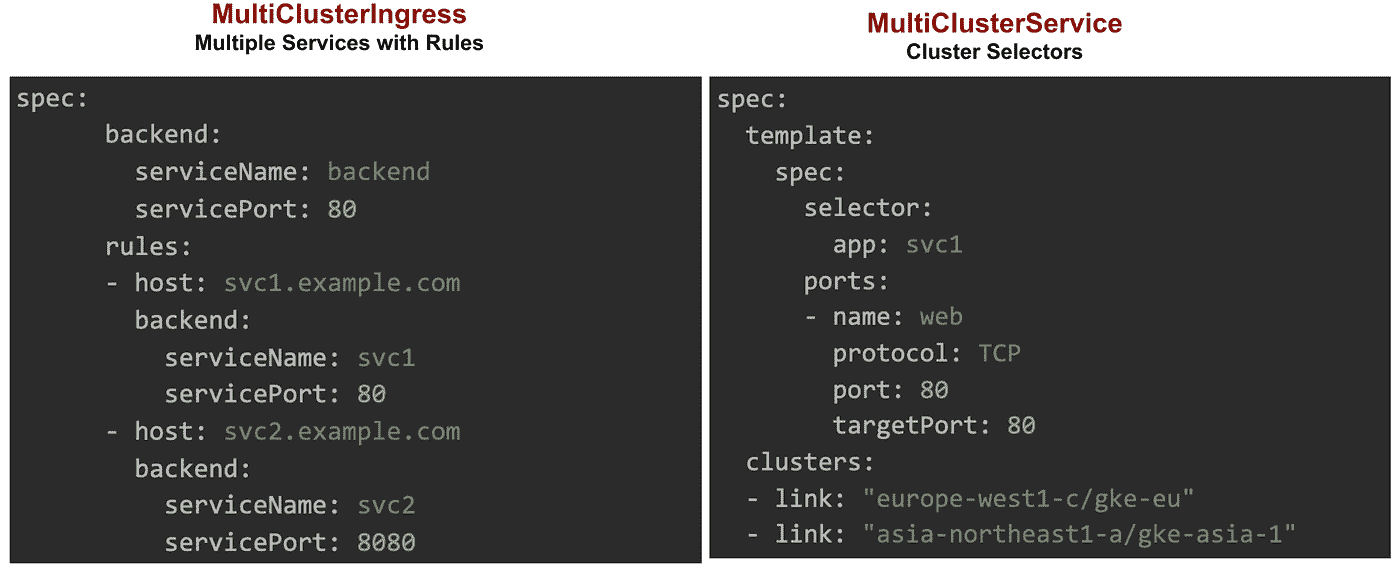 MultiClusterIngress
Multiple Services with Rules
spec:
      backend:
        serviceName: backend
        servicePort: 80
      rules:
      - host: svc1.example.com
        backend:
          serviceName: svc1
          servicePort: 80
      - host: svc2.example.com
        backend:
          serviceName: svc2
          servicePort: 8080
MultiClusterService
Cluster Selectors
spec:
  template:
    spec:
      selector:
        app: svc1
      ports:
      - name: web
        protocol: TCP
        port: 80
        targetPort: 80
  clusters:
  - link: "europe-west1-c/gke-eu"
  - link: "asia-northeast1-a/gke-asia-1"